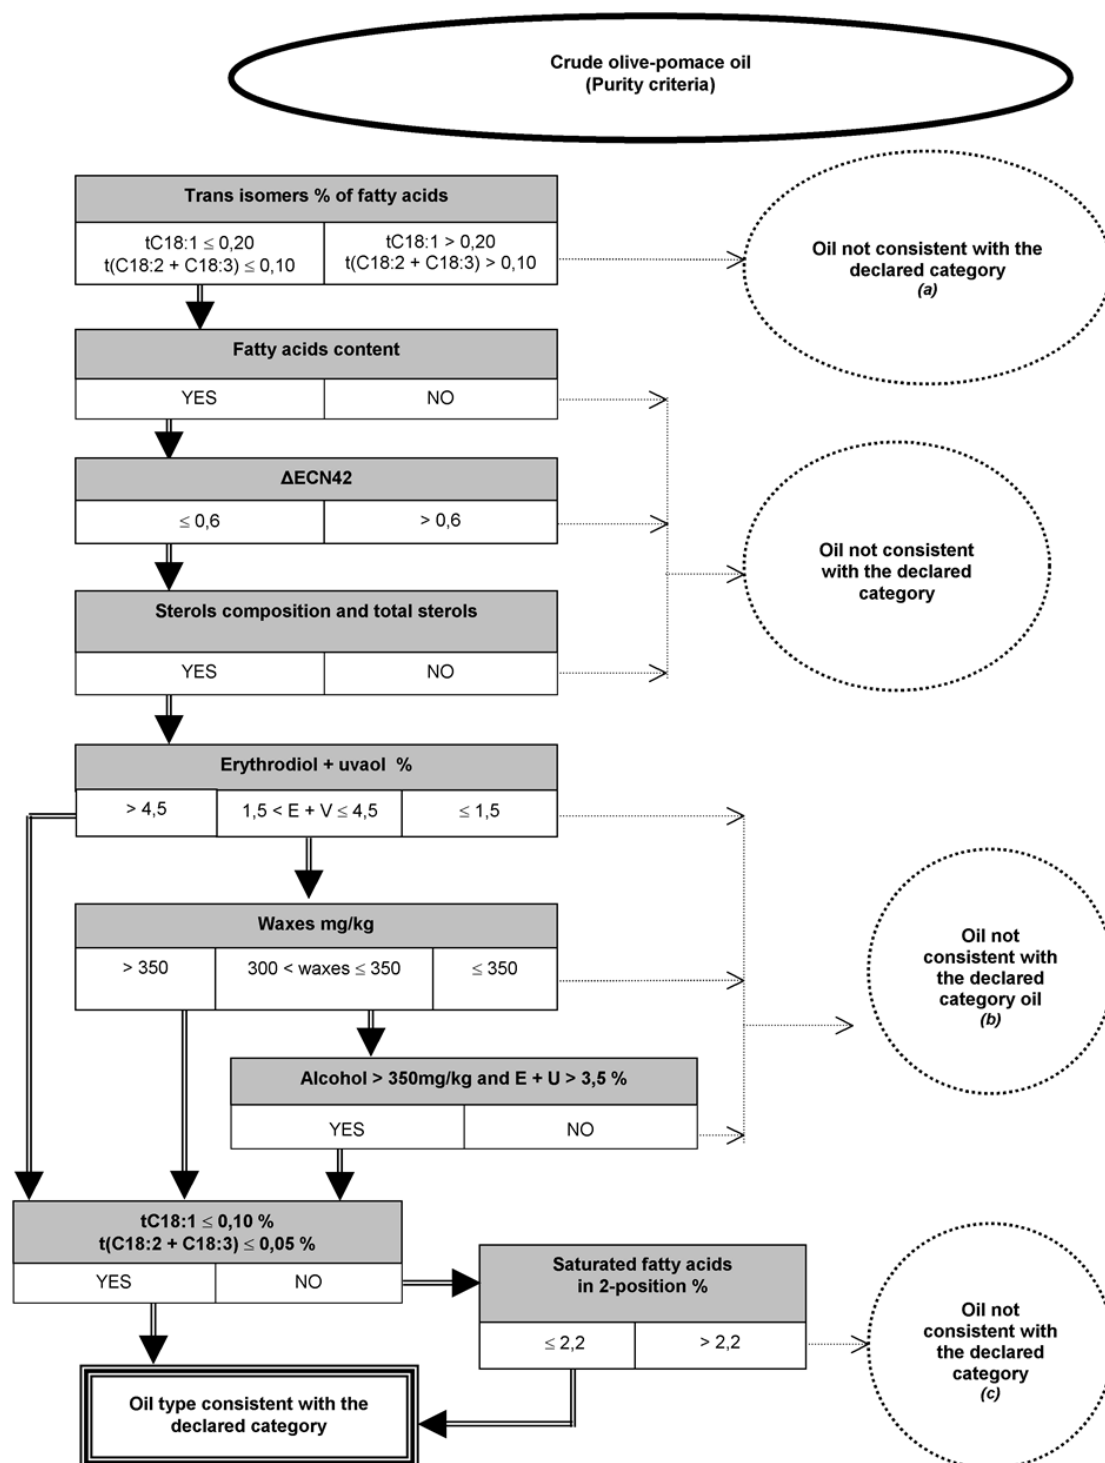 Crude olive-pomace oil
(Purity criteria)
Trans isomers % of fatty acids
tC18:1 ≤ 0,20
t(C18:2 + C18:3) ≤ 0,10
tC18:1 > 0,20
t(C18:2 + C18:3) > 0,10
Oil not consistent with the
declared category
(a)
Fatty acids content
YES
NO
ΔECN42
≤ 0,6
> 0,6
Oil not consistent
with the declared
category
Sterols composition and total sterols
YES
NO
Erythrodiol + uvaol %
> 4,5
1,5 < E + V ≤ 4,5
≤ 1,5
Waxes mg/kg
> 350
300 < waxes ≤ 350
≤ 350
Oil not
consistent with
the declared
category oil
(b)
Alcohol > 350mg/kg and E + U > 3,5 %
YES
NO
tC18:1 ≤ 0,10 %
t(C18:2 + C18:3) ≤ 0,05 %
YES
NO
Saturated fatty acids
in 2-position %
≤ 2,2
> 2,2
Oil not
consistent with
the declared
category
(c)
Oil type consistent with the
declared category